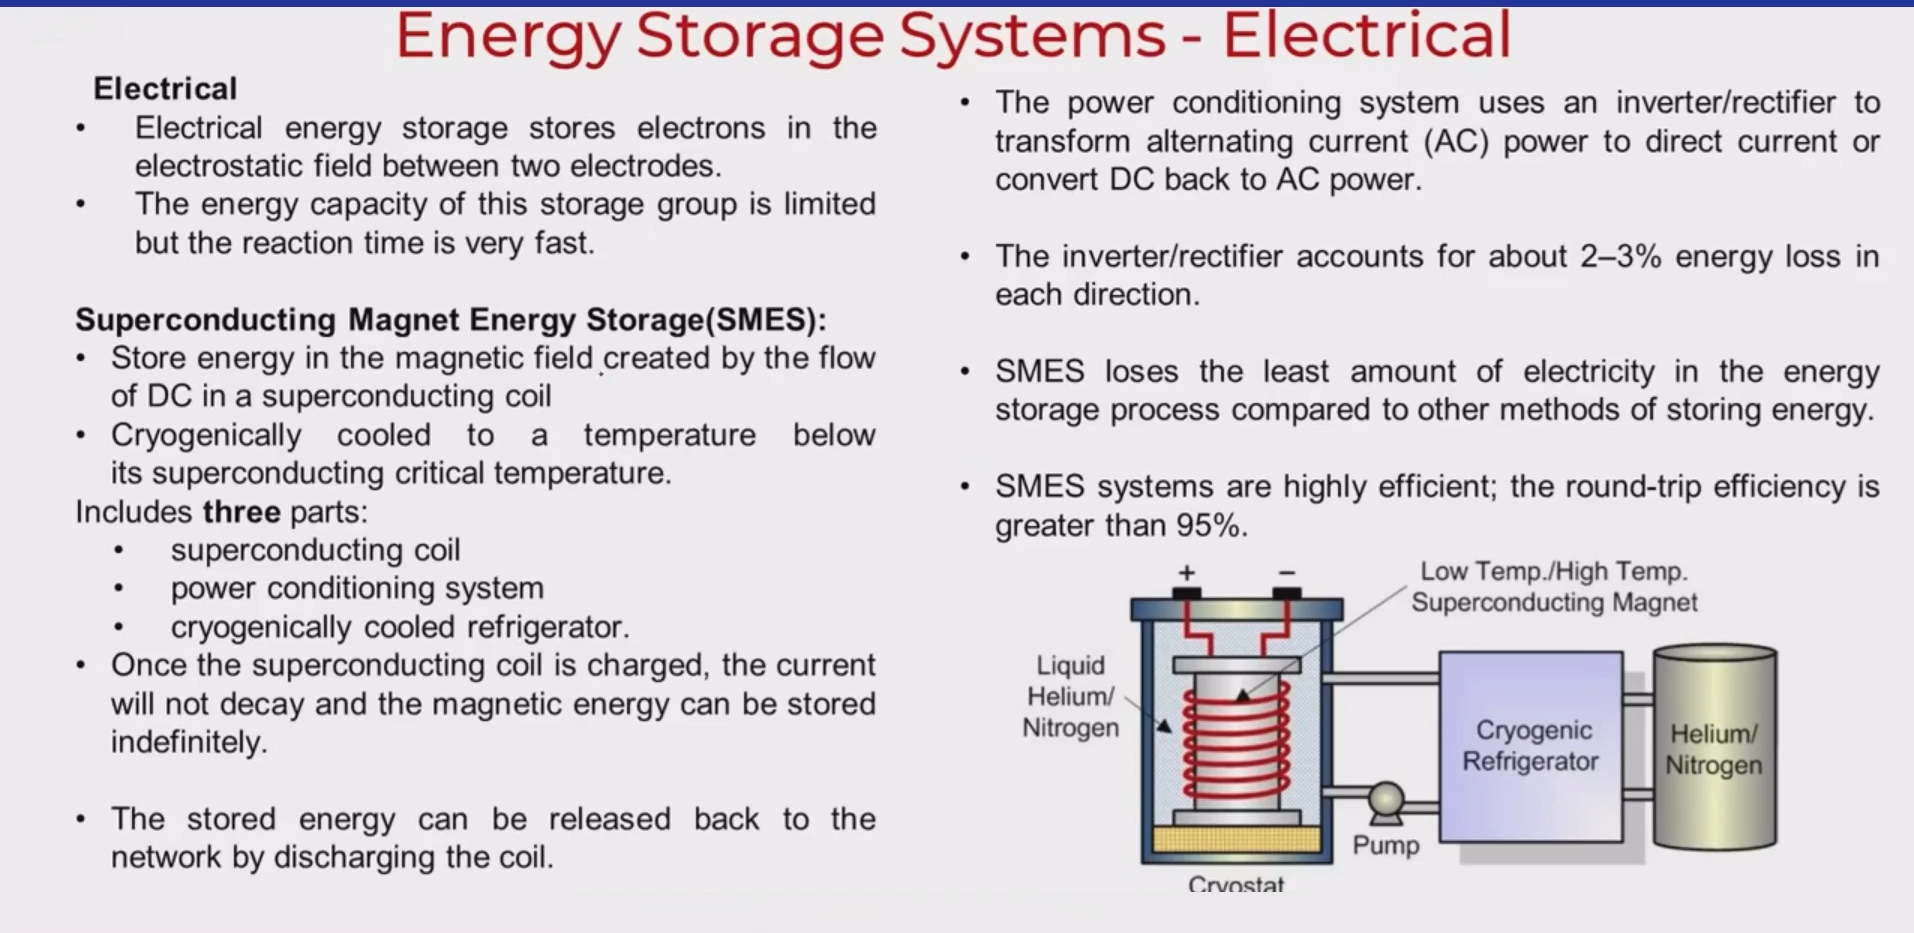 Energy Storage Systems - Electrical
Electrical
• Electrical energy storage stores electrons in the
electrostatic field between two electrodes.
• The energy capacity of this storage group is limited
but the reaction time is very fast.
Superconducting Magnet Energy Storage(SMES):
• Store energy in the magnetic field created by the flow
of DC in a superconducting coil
• Cryogenically cooled to a temperature below
its superconducting critical temperature.
Includes three parts:
• superconducting coil
• power conditioning system
• cryogenically cooled refrigerator.
• Once the superconducting coil is charged, the current
will not decay and the magnetic energy can be stored
indefinitely.
• The stored energy can be released back to the
network by discharging the coil.
• The power conditioning system uses an inverter/rectifier to
transform alternating current (AC) power to direct current or
convert DC back to AC power.
• The inverter/rectifier accounts for about 2–3% energy loss in
each direction.
• SMES loses the least amount of electricity in the energy
storage process compared to other methods of storing energy.
• SMES systems are highly efficient; the round-trip efficiency is
greater than 95%.
+ −
Low Temp./High Temp.
Superconducting Magnet
Liquid
Helium/
Nitrogen
Cryogenic
Refrigerator
Helium/
Nitrogen
Pump
Cryostat